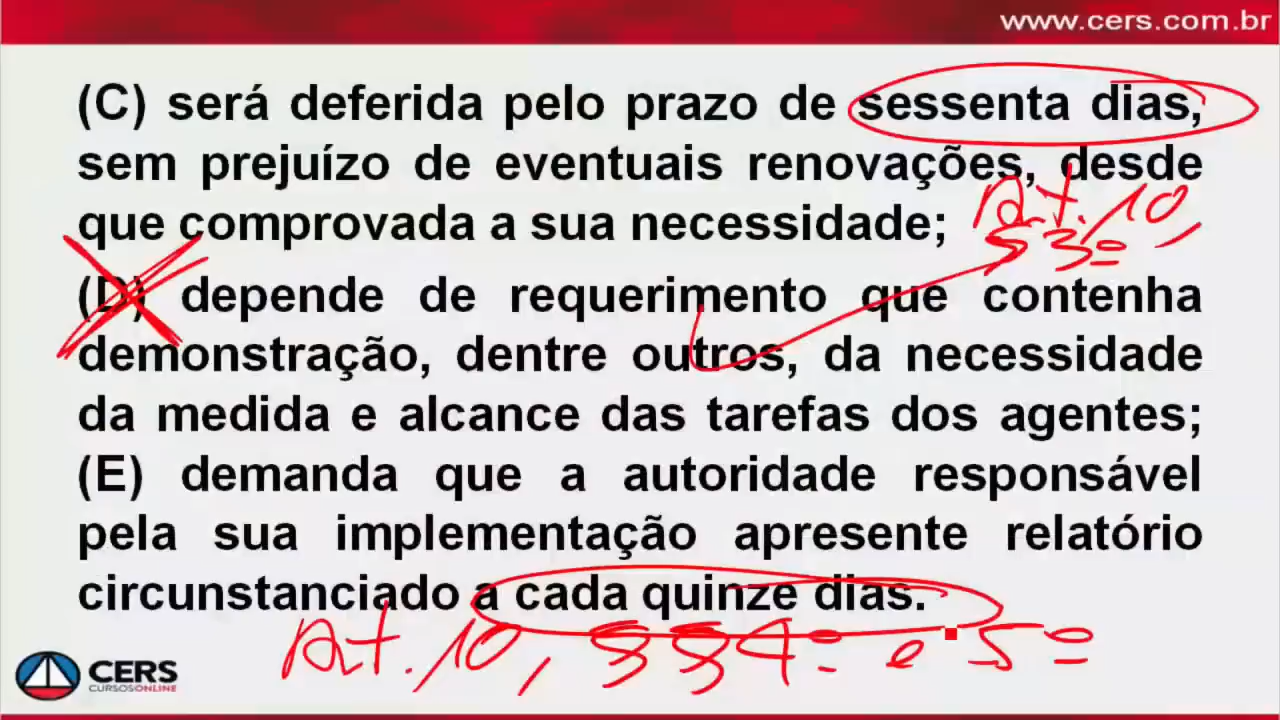 www.cers.com.br
(C) será deferida pelo prazo de sessenta dias,
sem prejuízo de eventuais renovações, desde
que comprovada a sua necessidade;
Art. 10,
§ 3º
(D) depende de requerimento que contenha
demonstração, dentre outros, da necessidade
da medida e alcance das tarefas dos agentes;
(E) demanda que a autoridade responsável
pela sua implementação apresente relatório
circunstanciado a cada quinze dias.
Art. 10, §§ 4º e 5º
CERS
CURSOS ONLINE